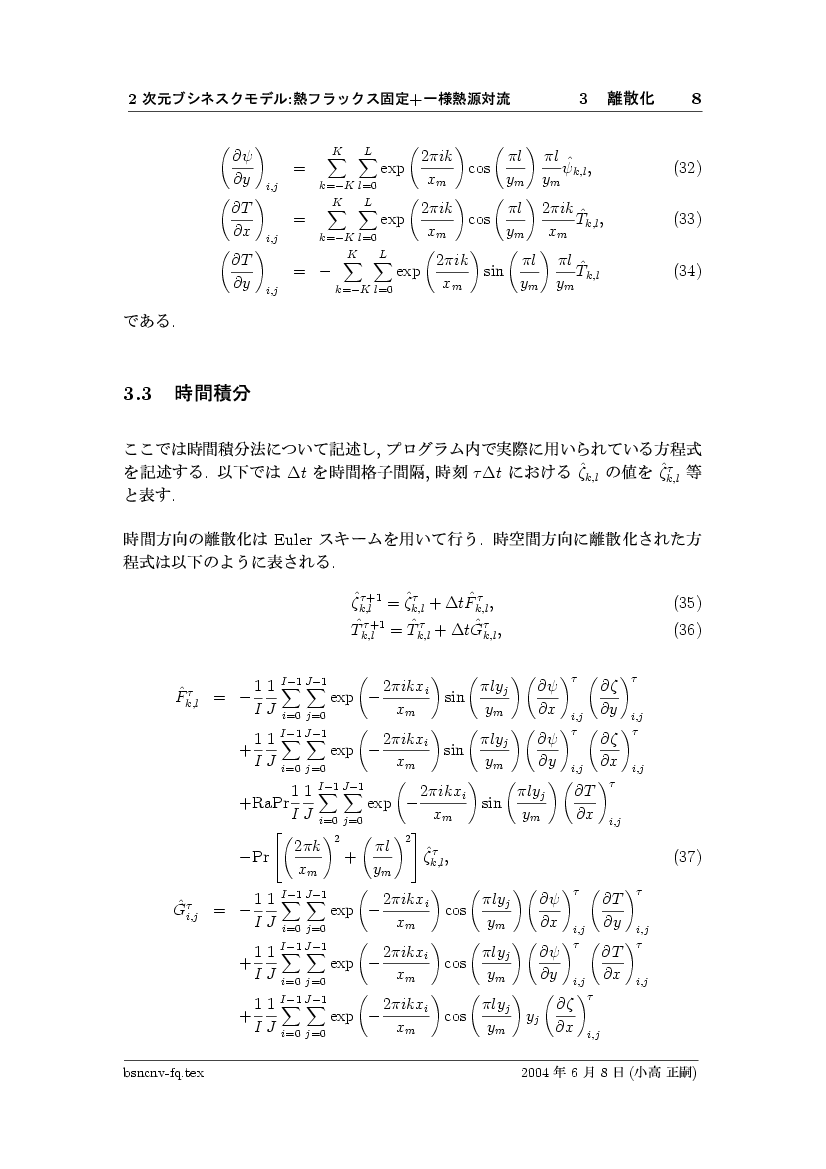 2 次元ブシネスクモデル:熱フラックス固定+一様熱源対流 3 離散化 8
$\left(\frac{\partial\psi}{\partial y}\right)_{i,j} = \sum_{k=-K}^{K}\sum_{l=0}^{L}\exp\left(\frac{2\pi ik}{x_m}\right)\cos\left(\frac{\pi l}{y_m}\right)\frac{\pi l}{y_m}\hat{\psi}_{k,l},$ (32)
$\left(\frac{\partial T}{\partial x}\right)_{i,j} = \sum_{k=-K}^{K}\sum_{l=0}^{L}\exp\left(\frac{2\pi ik}{x_m}\right)\cos\left(\frac{\pi l}{y_m}\right)\frac{2\pi ik}{x_m}\hat{T}_{k,l},$ (33)
$\left(\frac{\partial T}{\partial y}\right)_{i,j} = -\sum_{k=-K}^{K}\sum_{l=0}^{L}\exp\left(\frac{2\pi ik}{x_m}\right)\sin\left(\frac{\pi l}{y_m}\right)\frac{\pi l}{y_m}\hat{T}_{k,l}$ (34)
である.
3.3 時間積分
ここでは時間積分法について記述し, プログラム内で実際に用いられている方程式
を記述する. 以下では $\Delta t$ を時間格子間隔, 時刻 $\tau\Delta t$ における $\hat{\zeta}_{k,l}$ の値を $\hat{\zeta}_{k,l}^{\tau}$ 等
と表す.
時間方向の離散化は Euler スキームを用いて行う. 時空間方向に離散化された方
程式は以下のように表される.
$\hat{\zeta}_{k,l}^{\tau+1} = \hat{\zeta}_{k,l}^{\tau} + \Delta t\hat{F}_{k,l}^{\tau},$ (35)
$\hat{T}_{k,l}^{\tau+1} = \hat{T}_{k,l}^{\tau} + \Delta t\hat{G}_{k,l}^{\tau},$ (36)
$\hat{F}_{k,l}^{\tau} = -\frac{1}{I}\frac{1}{J}\sum_{i=0}^{I-1}\sum_{j=0}^{J-1}\exp\left(-\frac{2\pi ikx_i}{x_m}\right)\sin\left(\frac{\pi ly_j}{y_m}\right)\left(\frac{\partial\psi}{\partial x}\right)_{i,j}^{\tau}\left(\frac{\partial\zeta}{\partial y}\right)_{i,j}^{\tau}$
$+\frac{1}{I}\frac{1}{J}\sum_{i=0}^{I-1}\sum_{j=0}^{J-1}\exp\left(-\frac{2\pi ikx_i}{x_m}\right)\sin\left(\frac{\pi ly_j}{y_m}\right)\left(\frac{\partial\psi}{\partial y}\right)_{i,j}^{\tau}\left(\frac{\partial\zeta}{\partial x}\right)_{i,j}^{\tau}$
$+\mathrm{RaPr}\frac{1}{I}\frac{1}{J}\sum_{i=0}^{I-1}\sum_{j=0}^{J-1}\exp\left(-\frac{2\pi ikx_i}{x_m}\right)\sin\left(\frac{\pi ly_j}{y_m}\right)\left(\frac{\partial T}{\partial x}\right)_{i,j}^{\tau}$
$-\mathrm{Pr}\left[\left(\frac{2\pi k}{x_m}\right)^2+\left(\frac{\pi l}{y_m}\right)^2\right]\hat{\zeta}_{k,l}^{\tau},$ (37)
$\hat{G}_{i,j}^{\tau} = -\frac{1}{I}\frac{1}{J}\sum_{i=0}^{I-1}\sum_{j=0}^{J-1}\exp\left(-\frac{2\pi ikx_i}{x_m}\right)\cos\left(\frac{\pi ly_j}{y_m}\right)\left(\frac{\partial\psi}{\partial x}\right)_{i,j}^{\tau}\left(\frac{\partial T}{\partial y}\right)_{i,j}^{\tau}$
$+\frac{1}{I}\frac{1}{J}\sum_{i=0}^{I-1}\sum_{j=0}^{J-1}\exp\left(-\frac{2\pi ikx_i}{x_m}\right)\cos\left(\frac{\pi ly_j}{y_m}\right)\left(\frac{\partial\psi}{\partial y}\right)_{i,j}^{\tau}\left(\frac{\partial T}{\partial x}\right)_{i,j}^{\tau}$
$+\frac{1}{I}\frac{1}{J}\sum_{i=0}^{I-1}\sum_{j=0}^{J-1}\exp\left(-\frac{2\pi ikx_i}{x_m}\right)\cos\left(\frac{\pi ly_j}{y_m}\right)y_j\left(\frac{\partial\zeta}{\partial x}\right)_{i,j}^{\tau}$
bsncnv-fq.tex 2004 年 6 月 8 日 (小高 正嗣)